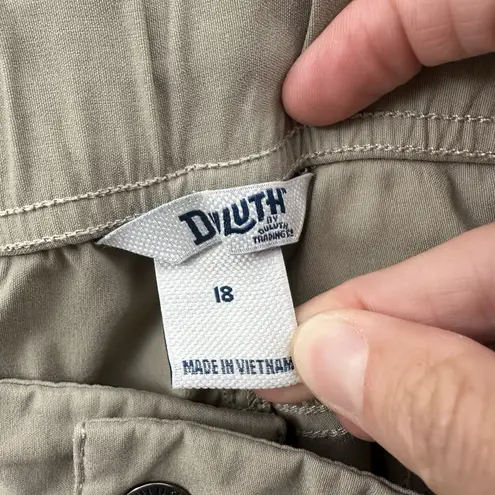 DULUTH
BY
DULUTH
TRADING CO
18
MADE IN VIETNAM